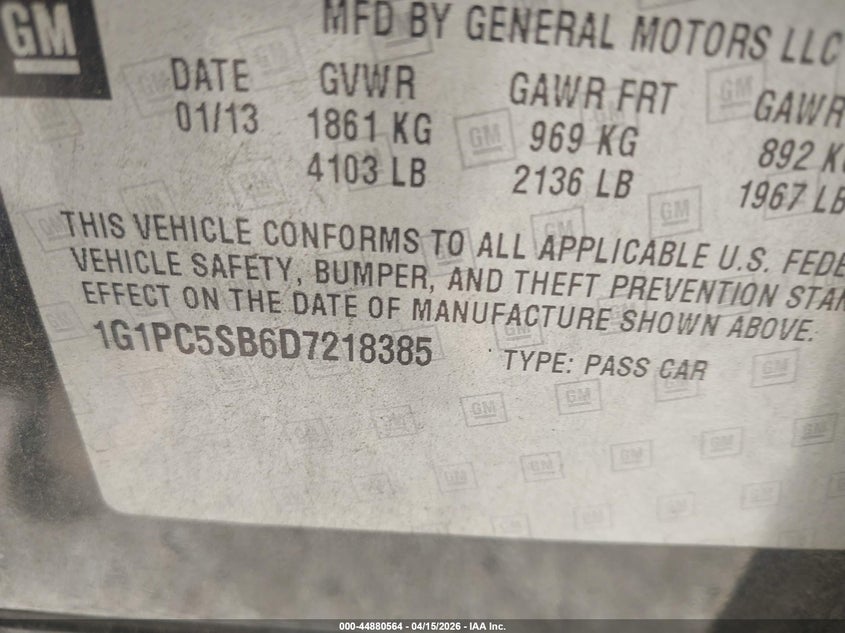 GM
MFD BY GENERAL MOTORS LLC
DATE GVWR GAWR FRT GAWR
01/13 1861 KG 969 KG 892 KG
4103 LB 2136 LB 1967 LB
THIS VEHICLE CONFORMS TO ALL APPLICABLE U.S. FEDE
VEHICLE SAFETY, BUMPER, AND THEFT PREVENTION STAN
EFFECT ON THE DATE OF MANUFACTURE SHOWN ABOVE.
1G1PC5SB6D7218385 TYPE: PASS CAR
000-44880564 - 04/15/2026 - IAA Inc.